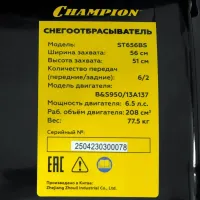 CHAMPION
СНЕГООТБРАСЫВАТЕЛЬ
Модель: ST656BS
Ширина захвата: 56 см
Высота захвата: 51 см
Количество передач
(передние/задние): 6/2
Модель двигателя:
B&S950/13A137
Мощность двигателя: 6.5 л.с.
Раб. объём двигателя: 208 см³
Вес: 77.5 кг
Серийный №:
2504230300078
EAC
Произведено в Китае:
Zhejiang Zhouli Industrial Co., Ltd.